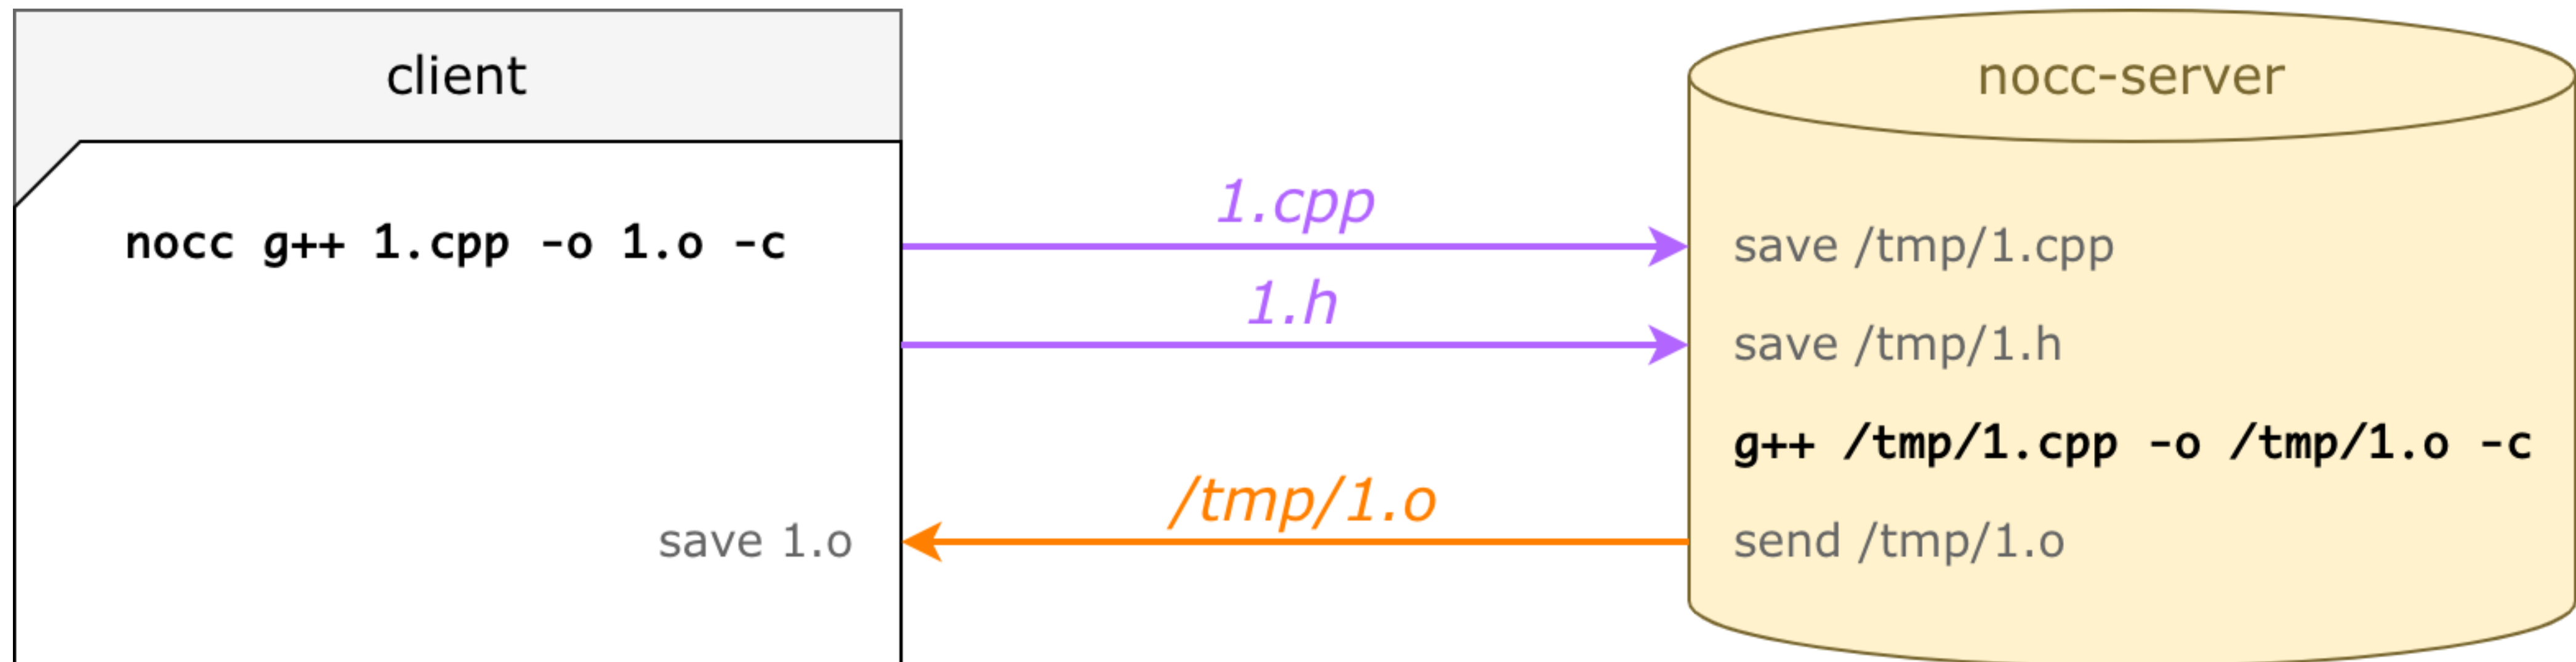 client
nocc-server
nocc g++ 1.cpp -o 1.o -c
1.cpp
save /tmp/1.cpp
1.h
save /tmp/1.h
g++ /tmp/1.cpp -o /tmp/1.o -c
save 1.o
/tmp/1.o
send /tmp/1.o